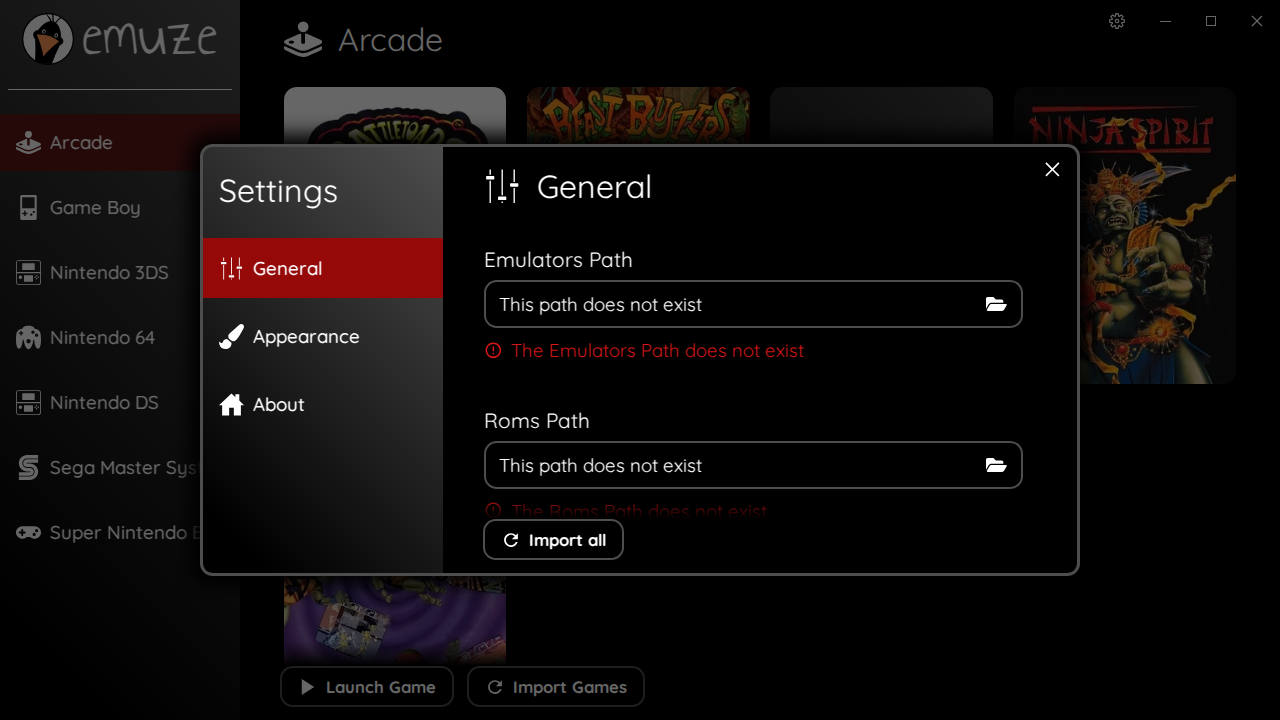 emuze
Arcade
Arcade
Game Boy
Nintendo 3DS
Nintendo 64
Nintendo DS
Sega Master Sys
Super Nintendo
BATTLETOADS
BEAST BUSTERS
NINJA SPIRIT
Settings
General
Appearance
About
General
Emulators Path
This path does not exist
The Emulators Path does not exist
Roms Path
This path does not exist
The Roms Path does not exist
Import all
Launch Game
Import Games